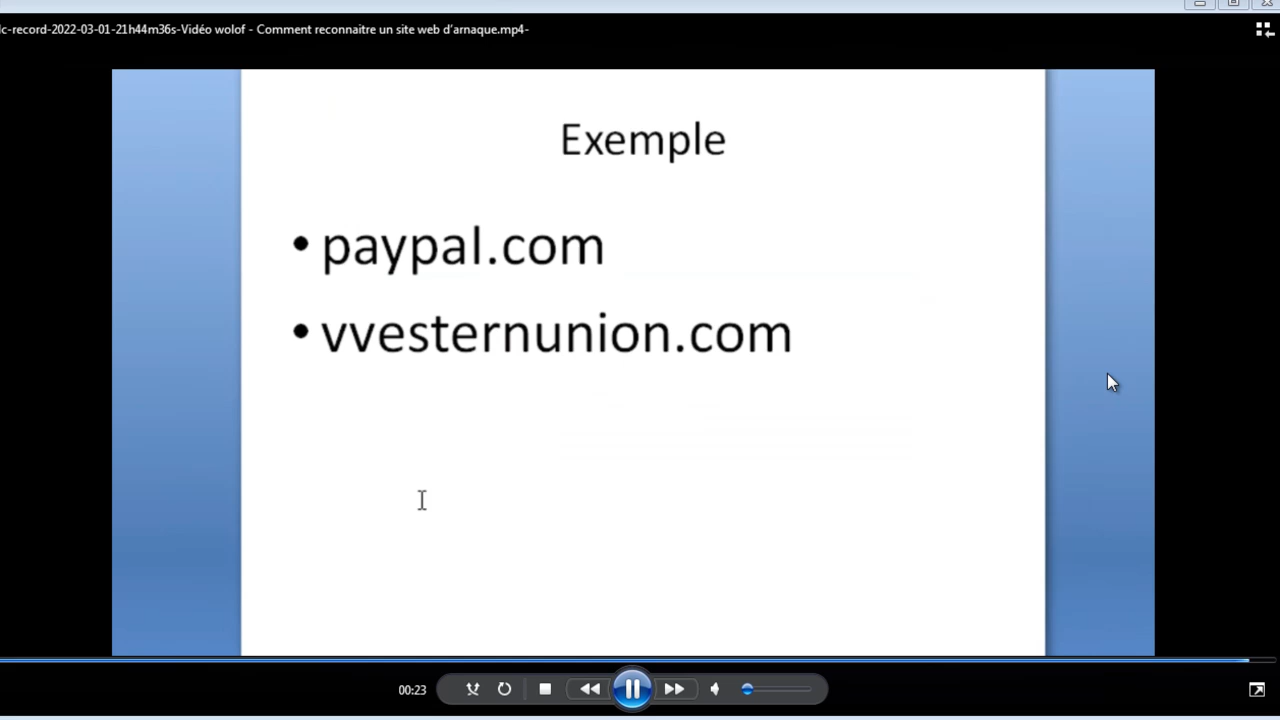 lc-record-2022-03-01-21h44m36s-Vidéo wolof - Comment reconnaitre un site web d'arnaque.mp4-
Exemple
• paypal.com
• vvesternunion.com
00:23